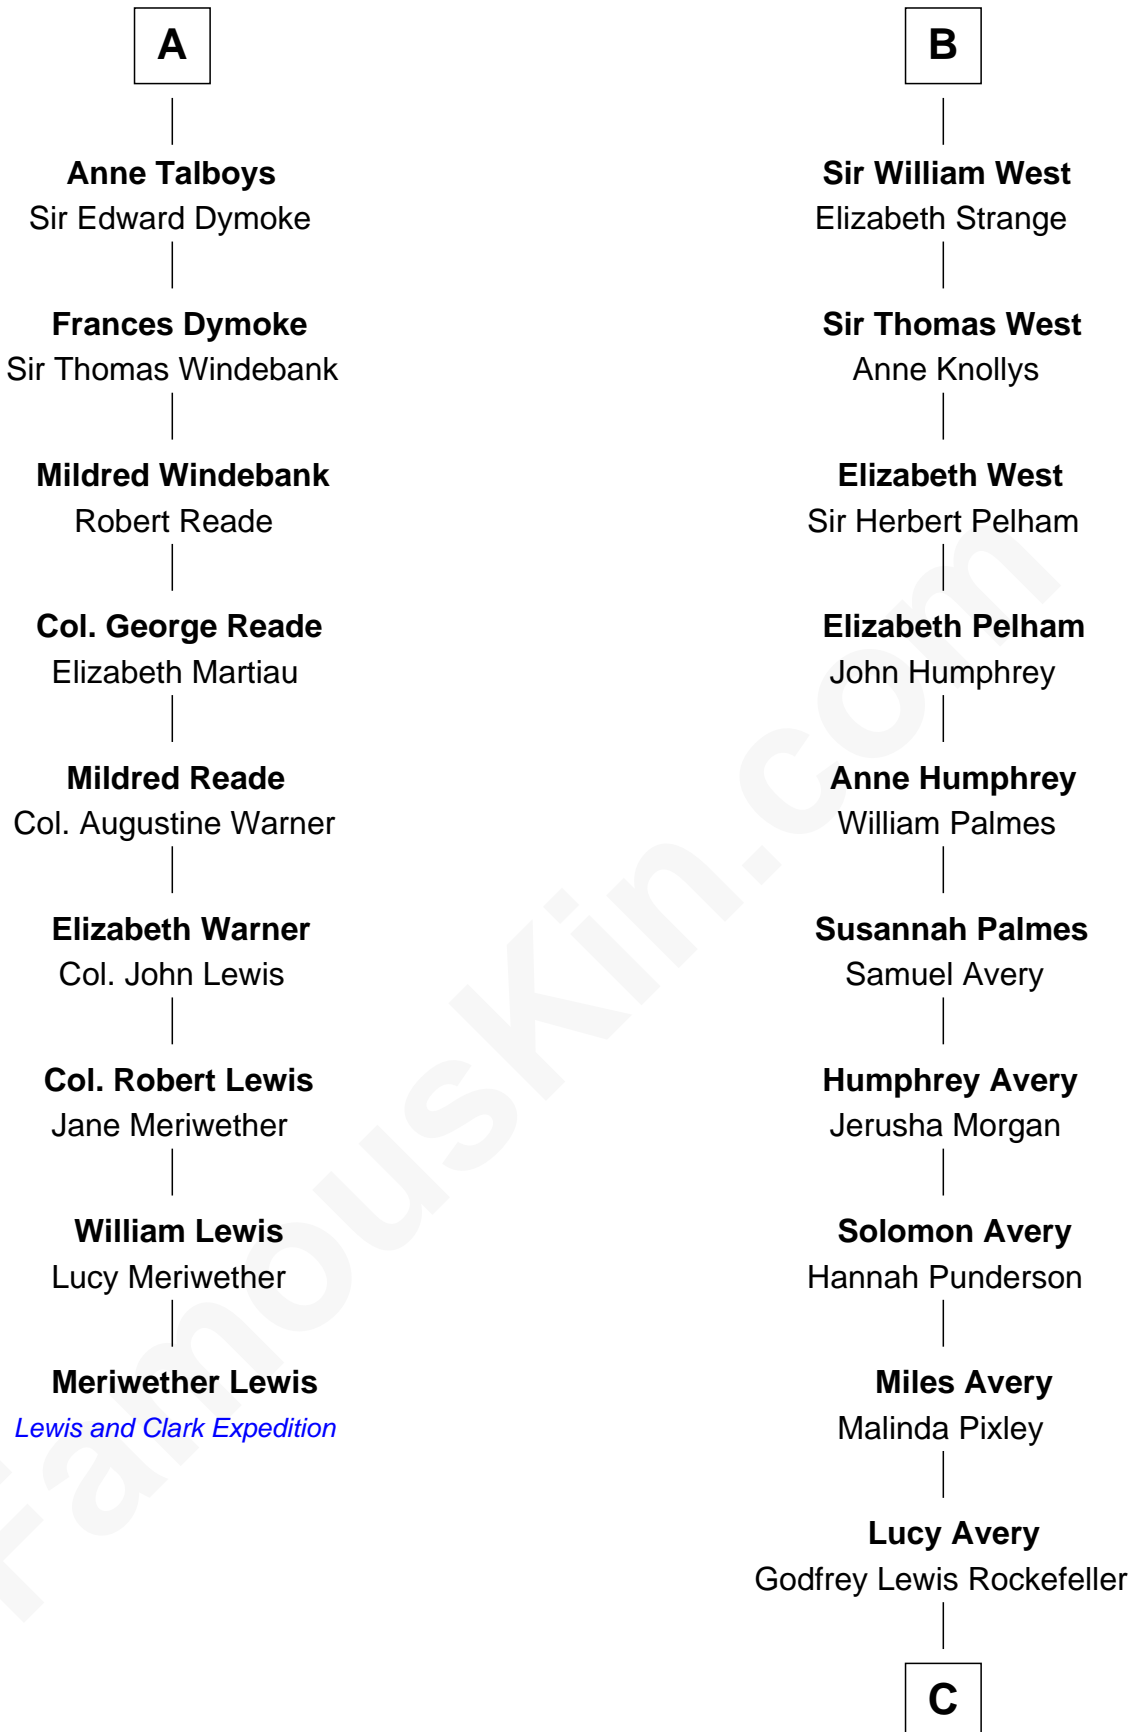 A
Anne Talboys
Sir Edward Dymoke
Frances Dymoke
Sir Thomas Windebank
Mildred Windebank
Robert Reade
Col. George Reade
Elizabeth Martiau
Mildred Reade
Col. Augustine Warner
Elizabeth Warner
Col. John Lewis
Col. Robert Lewis
Jane Meriwether
William Lewis
Lucy Meriwether
Meriwether Lewis
Lewis and Clark Expedition
B
Sir William West
Elizabeth Strange
Sir Thomas West
Anne Knollys
Elizabeth West
Sir Herbert Pelham
Elizabeth Pelham
John Humphrey
Anne Humphrey
William Palmes
Susannah Palmes
Samuel Avery
Humphrey Avery
Jerusha Morgan
Solomon Avery
Hannah Punderson
Miles Avery
Malinda Pixley
Lucy Avery
Godfrey Lewis Rockefeller
C
FamousKin.com